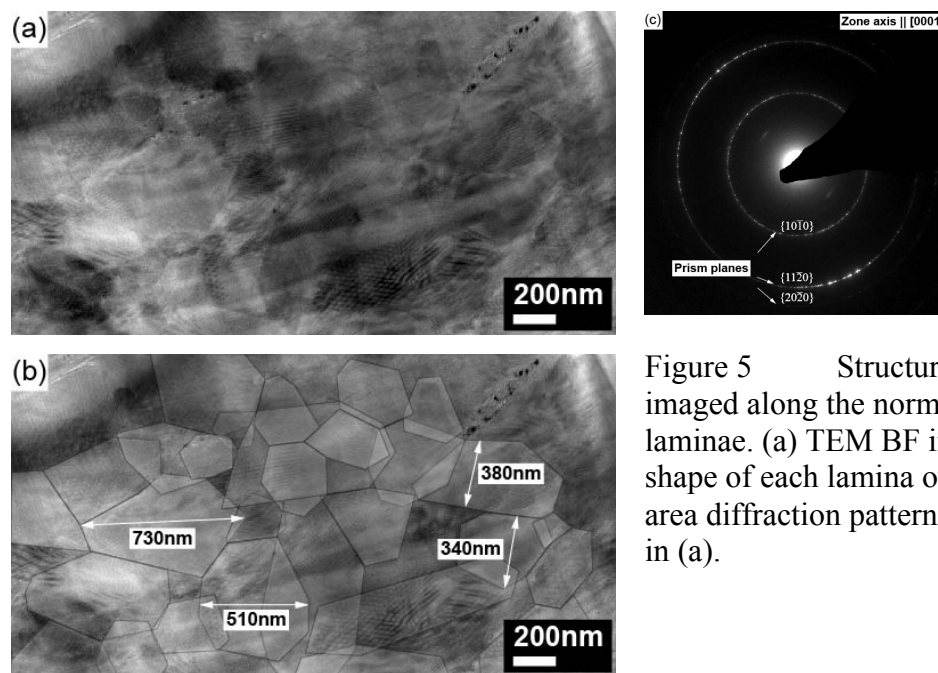 (a)
200nm
(b)
380nm
730nm
340nm
510nm
200nm
(c)
Zone axis || [0001
{101̄0}
Prism planes
{112̄0}
{202̄0}
Figure 5 Structur
imaged along the norm
laminae. (a) TEM BF i
shape of each lamina o
area diffraction pattern
in (a).